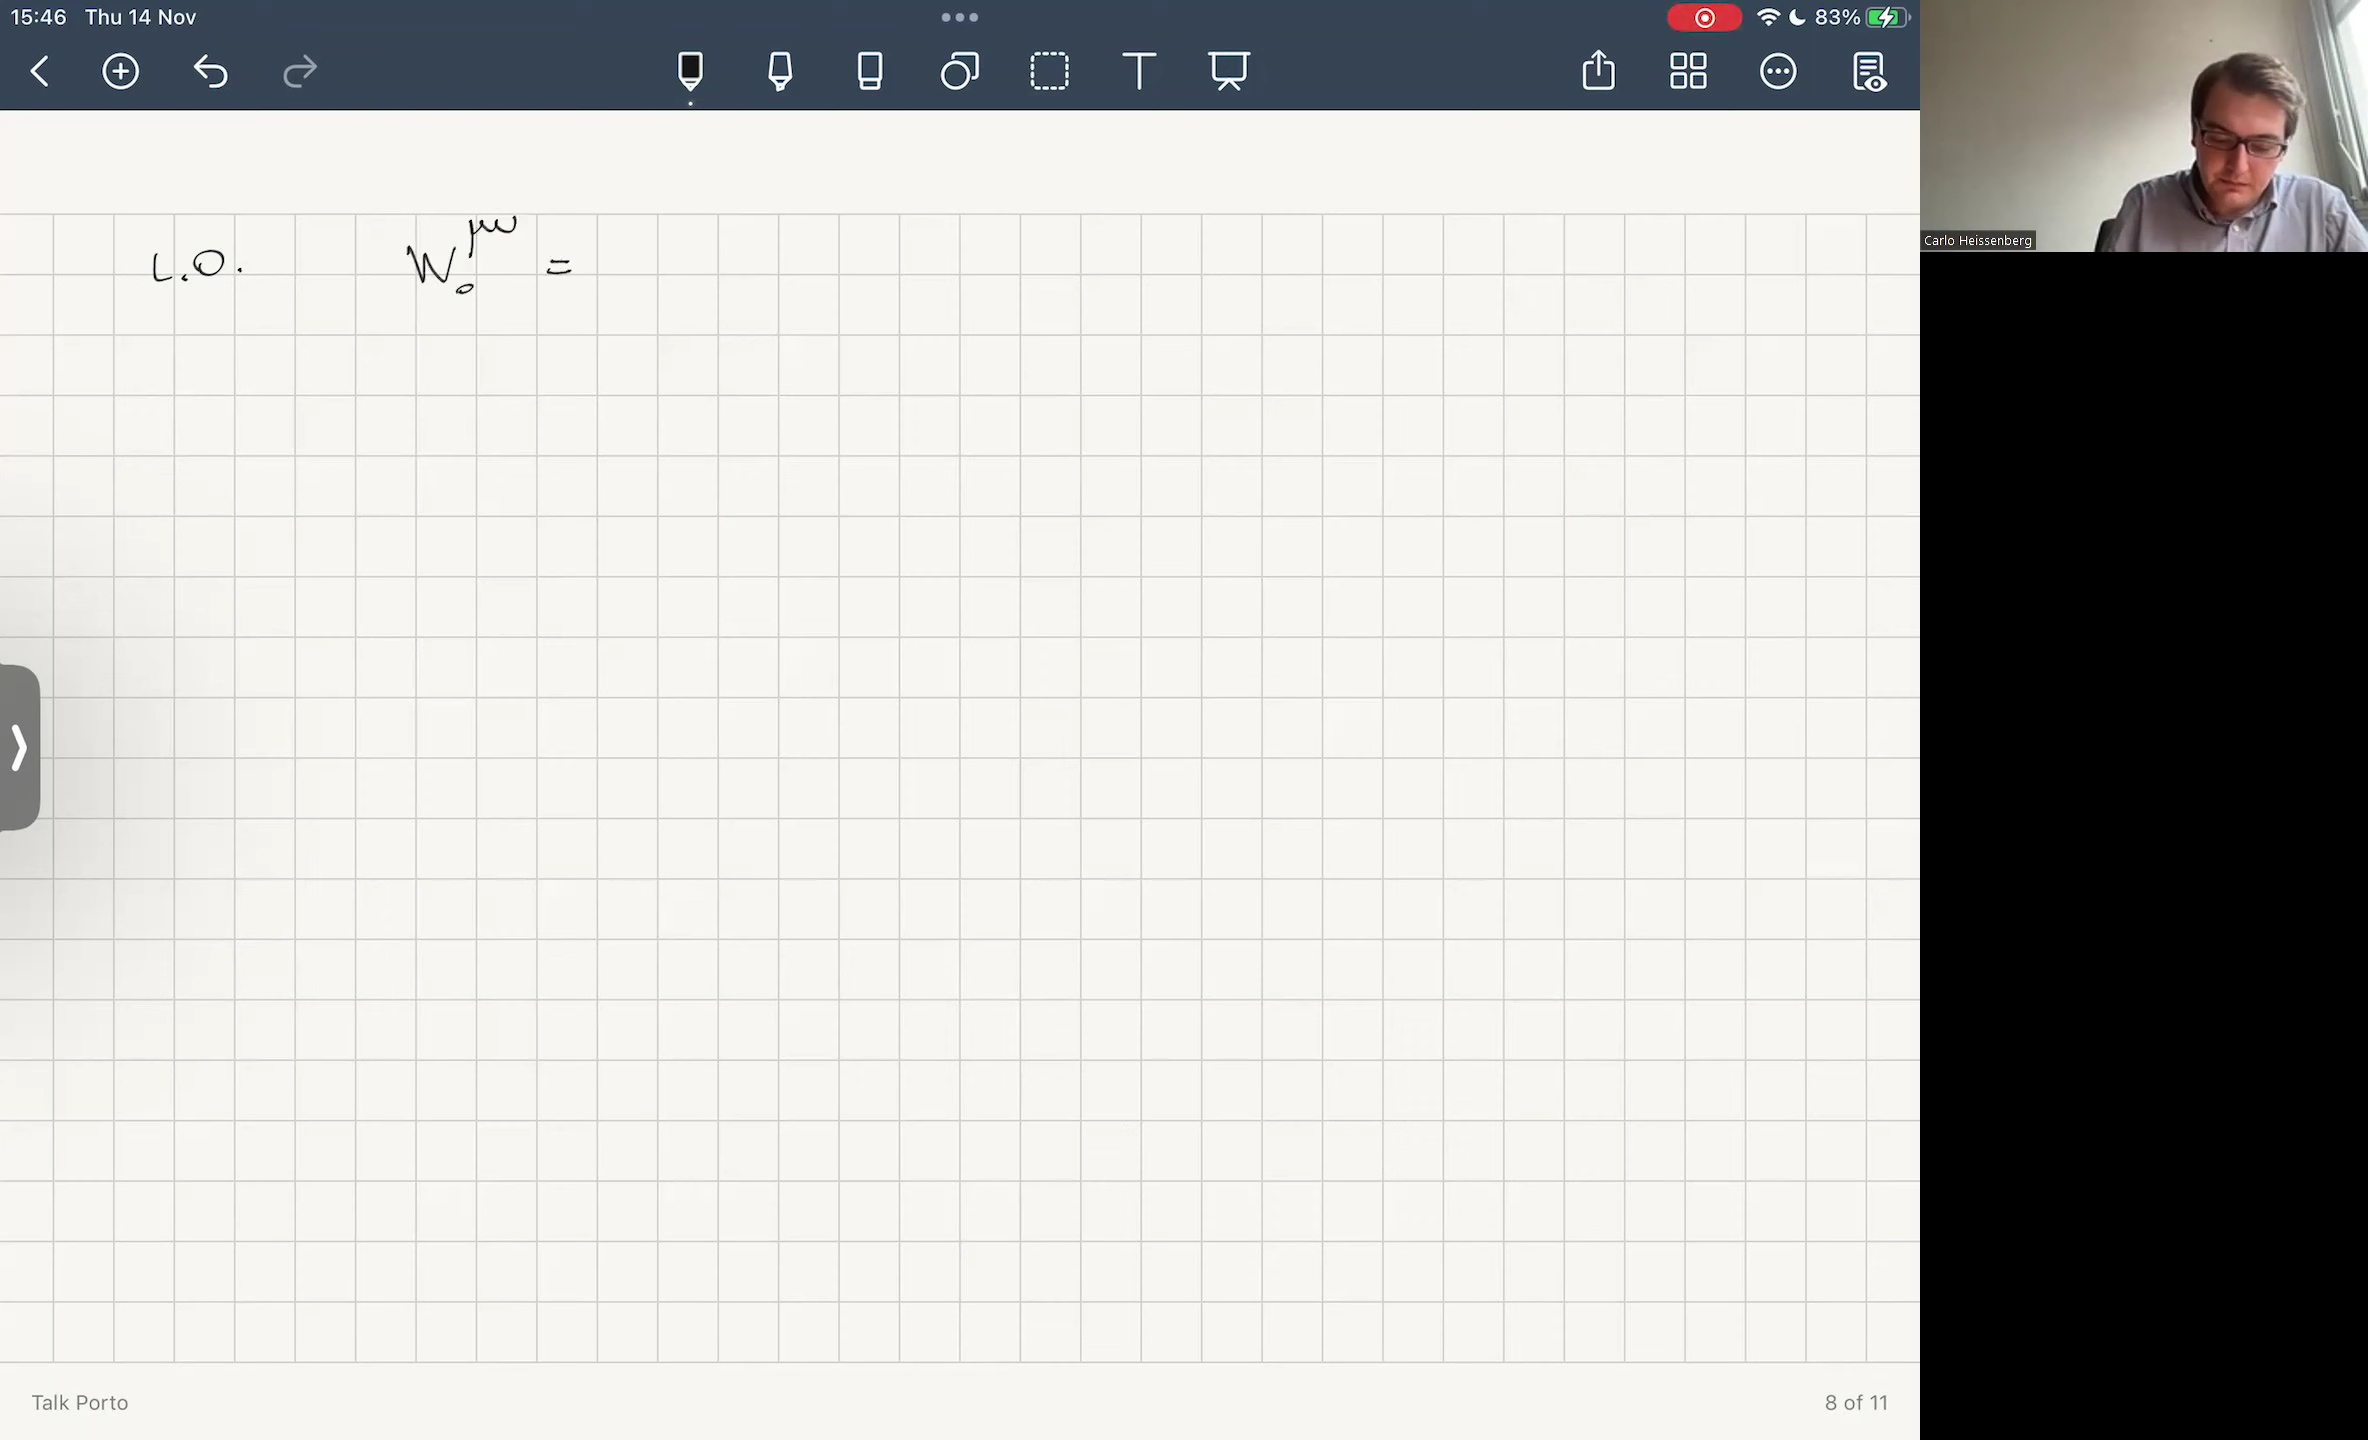 15:46 Thu 14 Nov
83%
Carlo Heissenberg
L.O. W₀^μν =
Talk Porto
8 of 11